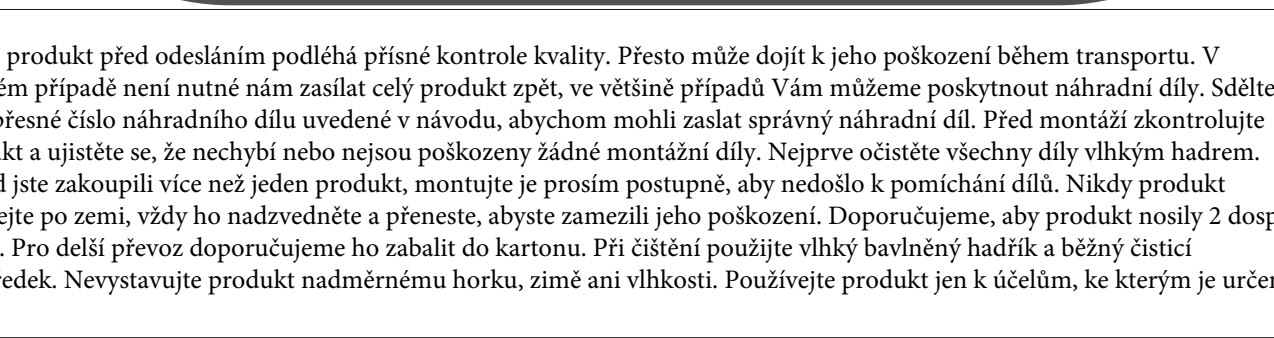 produkt před odesláním podléhá přísné kontrole kvality. Přesto může dojít k jeho poškození během transportu. V
případě není nutné nám zasílat celý produkt zpět, ve většině případů Vám můžeme poskytnout náhradní díly. Sdělte
přesné číslo náhradního dílu uvedené v návodu, abychom mohli zaslat správný náhradní díl. Před montáží zkontrolujte
a ujistěte se, že nechybí nebo nejsou poškozeny žádné montážní díly. Nejprve očistěte všechny díly vlhkým hadrem.
jste zakoupili více než jeden produkt, montujte je prosím postupně, aby nedošlo k pomíchání dílů. Nikdy produkt
po zemi, vždy ho nadzvedněte a přeneste, abyste zamezili jeho poškození. Doporučujeme, aby produkt nosily 2
Pro delší převoz doporučujeme ho zabalit do kartonu. Při čištění použijte vlhký bavlněný hadřík a běžný čisticí
Nevystavujte produkt nadměrnému horku, zimě ani vlhkosti. Používejte produkt jen k účelům, ke kterým je